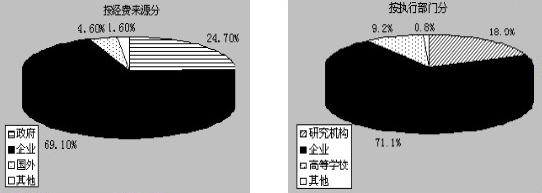 按经费来源分
4.60%
1.60%
24.70%
69.10%
政府
企业
国外
其他
按执行部门分
9.2%
0.8%
18.9%
71.1%
研究机构
企业
高等学校
其他